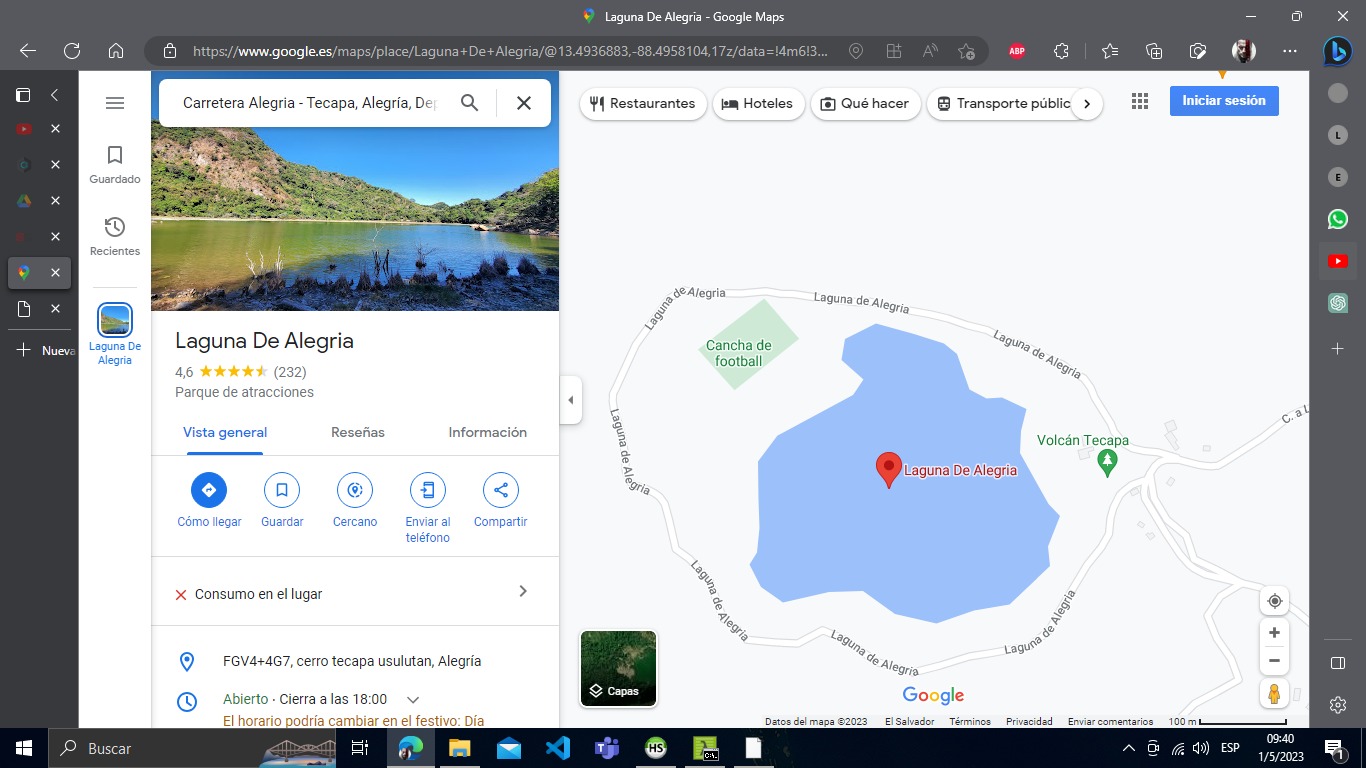 Laguna De Alegría - Google Maps
https://www.google.es/maps/place/Laguna+De+Alegria/@13.4936883,-88.4958104,17z/data=!4m6!3...
ABP
Nueva
Guardado
Recientes
Laguna De
Alegria
Carretera Alegria - Tecapa, Alegría, Dep
Laguna De Alegria
4,6 (232)
Parque de atracciones
Vista general Reseñas Información
Cómo llegar Guardar Cercano Enviar al
teléfono Compartir
Consumo en el lugar
FGV4+4G7, cerro tecapa usulutan, Alegría
Abierto · Cierra a las 18:00
El horario podría cambiar en el festivo: Día
Restaurantes Hoteles Qué hacer Transporte públic
Iniciar sesión
Laguna de Alegria
Laguna de Alegria
Laguna de Alegria
Cancha de
football
Laguna de Alegria
Volcán Tecapa
C. a L
Laguna De Alegria
Laguna de Alegria
Laguna de Alegria
Laguna de Alegria
Capas
Google
Datos del mapa ©2023 El Salvador Términos Privacidad Enviar comentarios 100 m
L
E
Buscar
HS
C:\.
ESP
09:40
1/5/2023
1